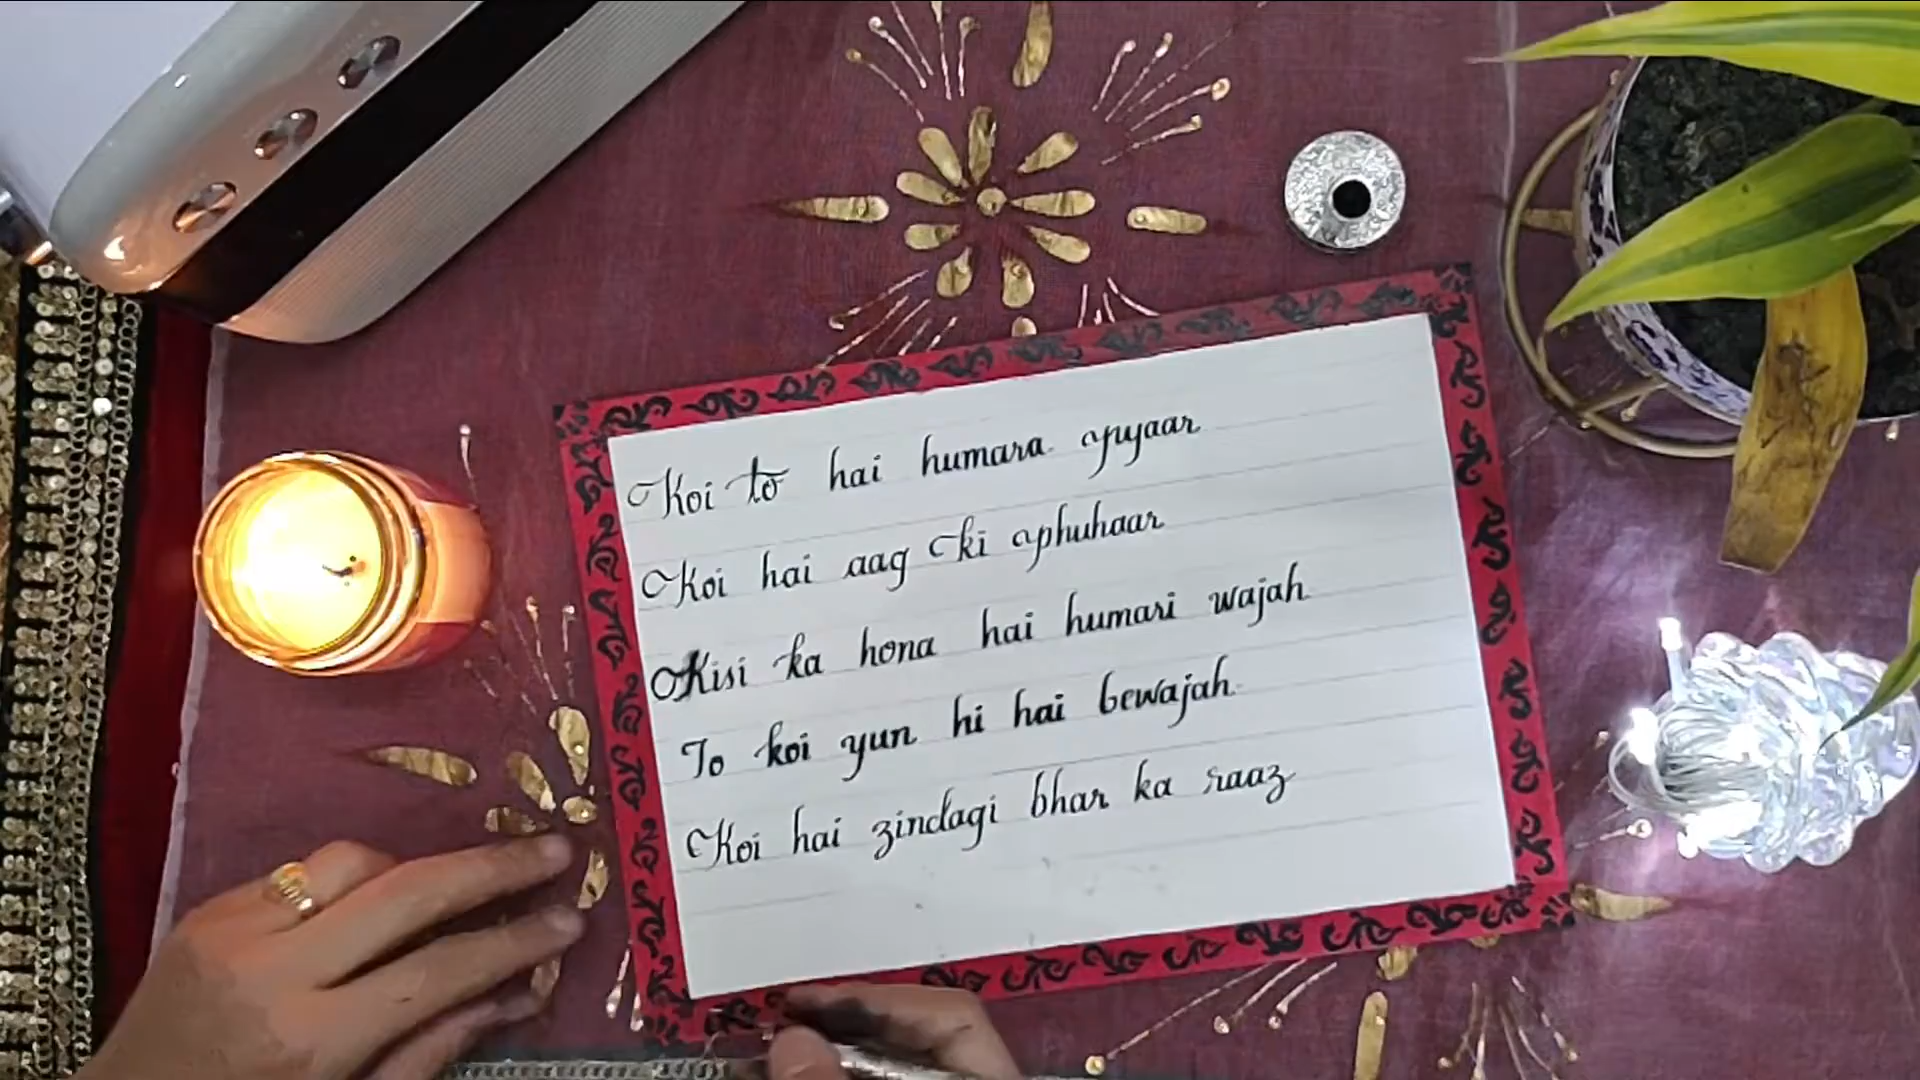 Koi to hai humara pyaar
Koi hai aag ki phuhaar
Kisi ka hona hai humari wajah
To koi yun hi hai bewajah
Koi hai zindagi bhar ka raaz